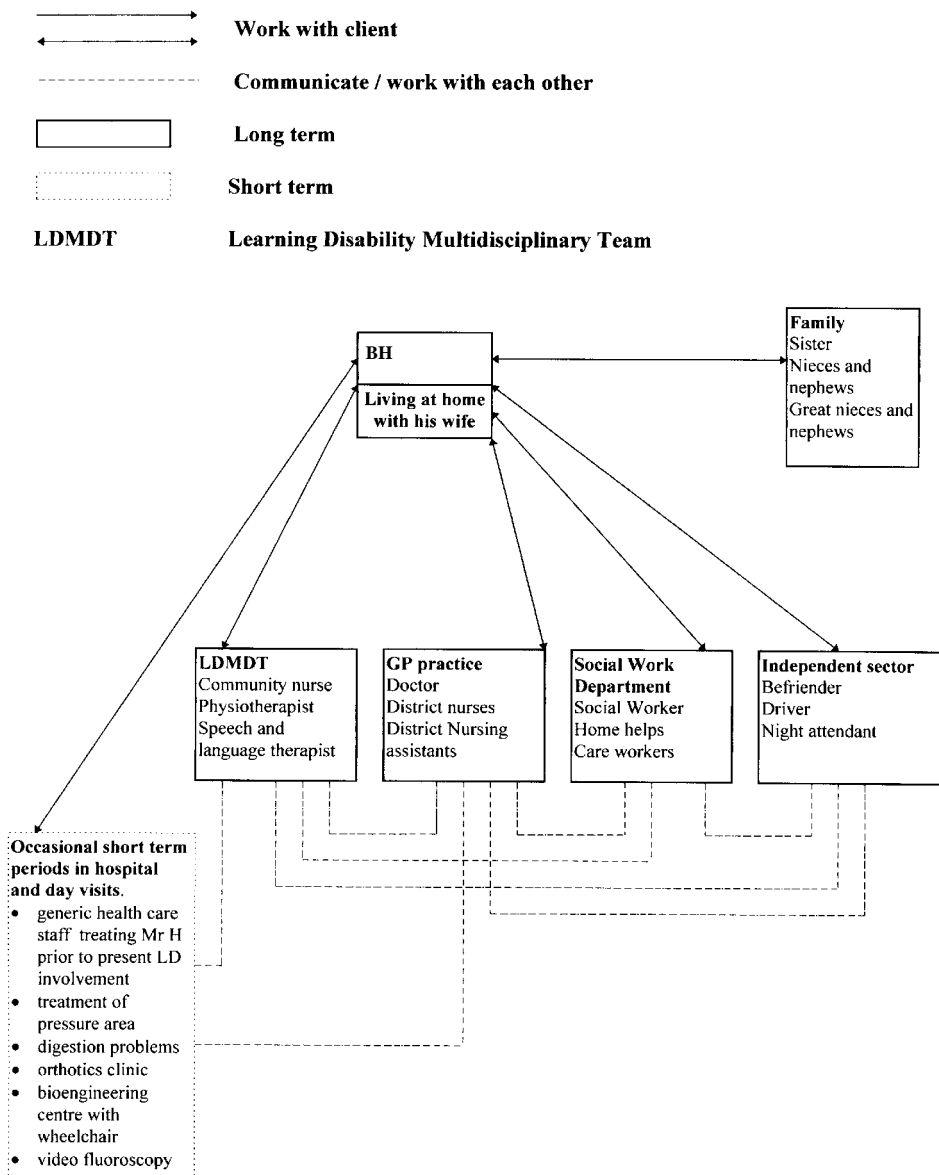 Work with client
Communicate / work with each other
Long term
Short term
LDMDT Learning Disability Multidisciplinary Team
BH
Living at home
with his wife
Family
Sister
Nieces and
nephews
Great nieces and
nephews
LDMDT
Community nurse
Physiotherapist
Speech and
language therapist
GP practice
Doctor
District nurses
District Nursing
assistants
Social Work
Department
Social Worker
Home helps
Care workers
Independent sector
Befriender
Driver
Night attendant
Occasional short term
periods in hospital
and day visits.
• generic health care
staff treating Mr H
prior to present LD
involvement
• treatment of
pressure area
• digestion problems
• orthotics clinic
• bioengineering
centre with
wheelchair
• video fluoroscopy